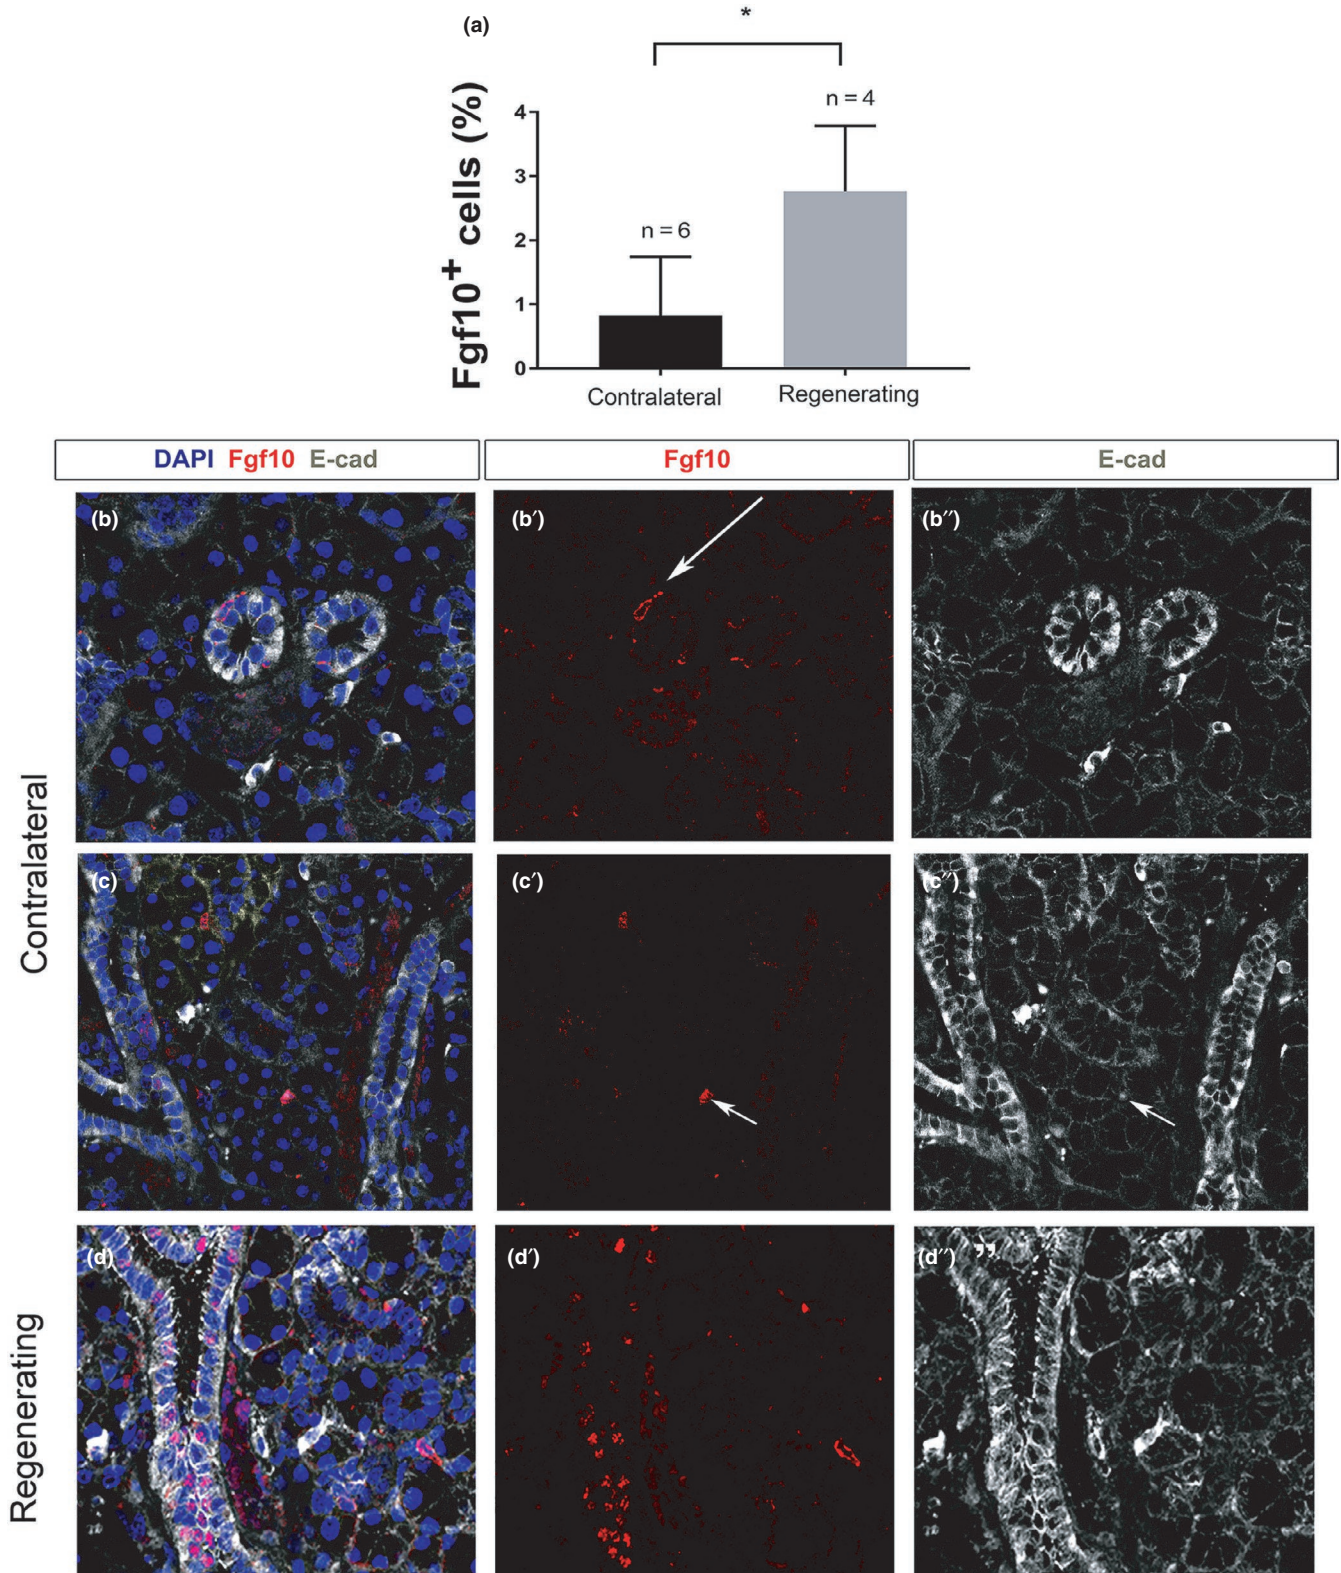 (a)
*
Fgf10+ cells (%)
4
3
2
1
0
n = 6
n = 4
Contralateral
Regenerating
DAPI Fgf10 E-cad
Fgf10
E-cad
Contralateral
(b)
(b′)
(b″)
(c)
(c′)
(c″)
Regenerating
(d)
(d′)
(d″)
”